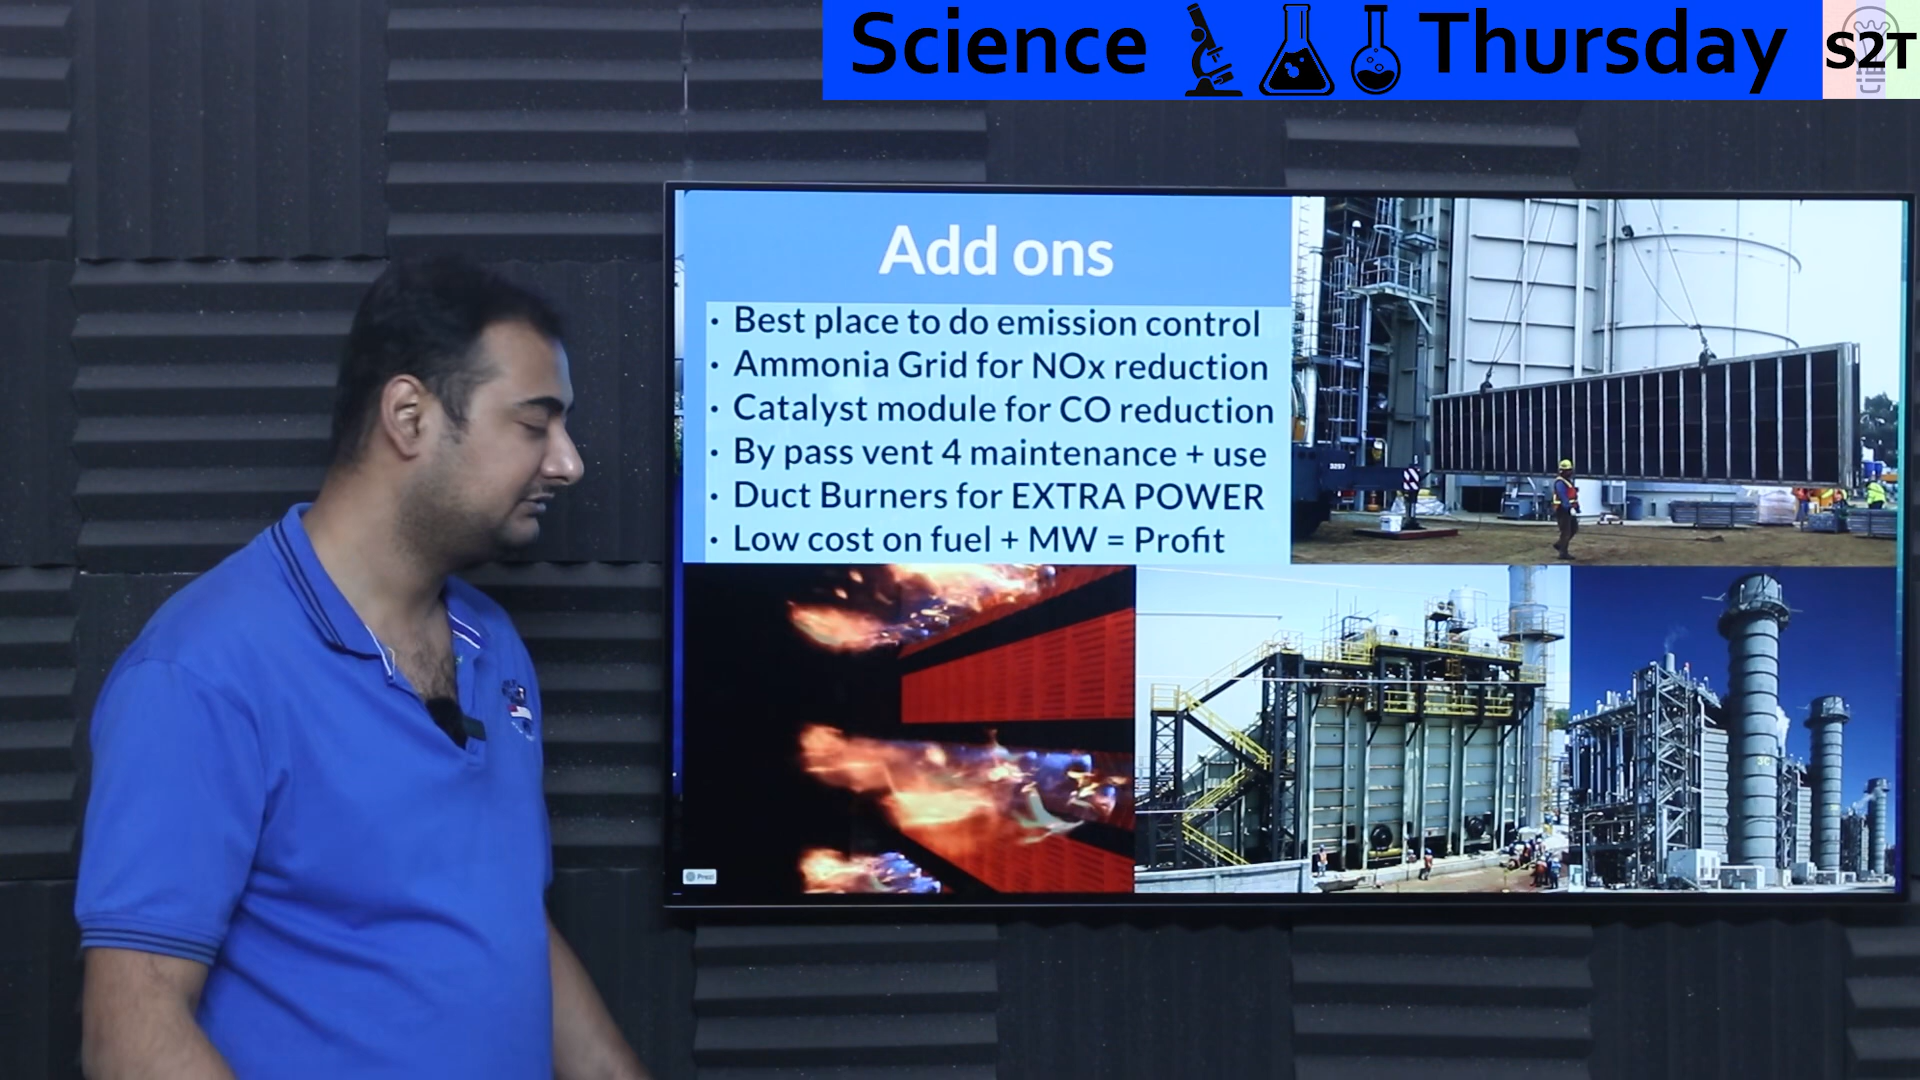 Science Thursday
S2T
Add ons
• Best place to do emission control
• Ammonia Grid for NOx reduction
• Catalyst module for CO reduction
• By pass vent 4 maintenance + use
• Duct Burners for EXTRA POWER
• Low cost on fuel + MW = Profit
Prezi